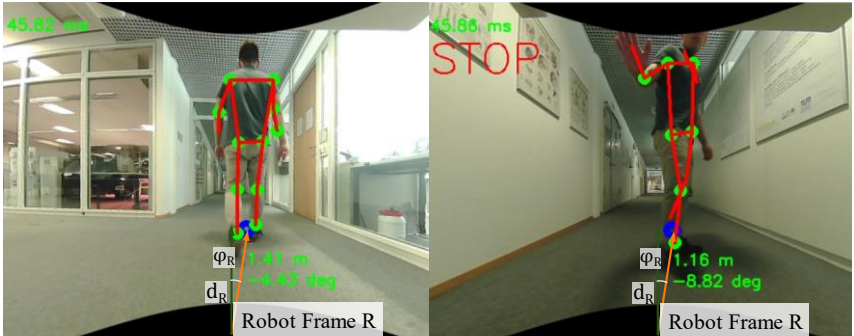 45.82 ms
φR
1.41 m
-4.43 deg
dR
Robot Frame R
45.86 ms
STOP
φR
1.16 m
-8.82 deg
dR
Robot Frame R